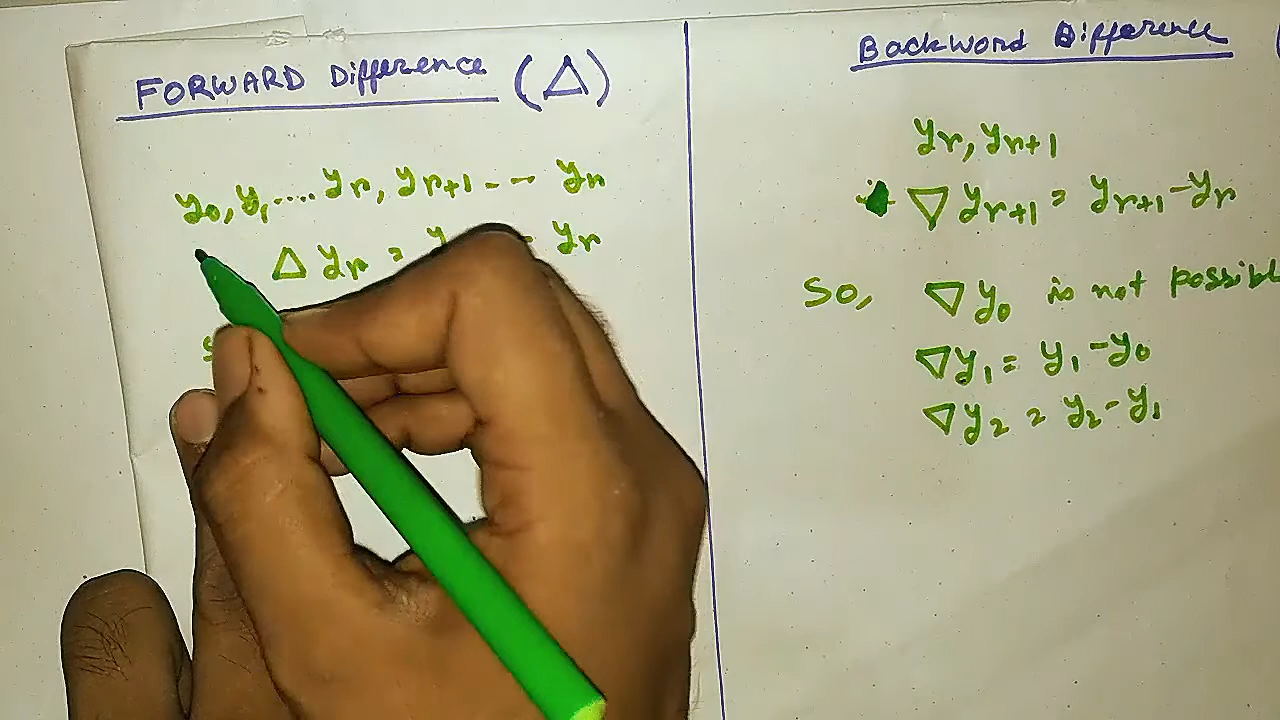 FORWARD Difference (Δ)
y₀, y₁ ..... yᵣ, yᵣ₊₁ - - yₙ
Δ yᵣ = y - yᵣ
Backword Difference (
yᵣ, yᵣ₊₁
∇ yᵣ₊₁ = yᵣ₊₁ - yᵣ
So, ∇ y₀ is not possible
∇y₁ = y₁ - y₀
∇y₂ = y₂ - y₁